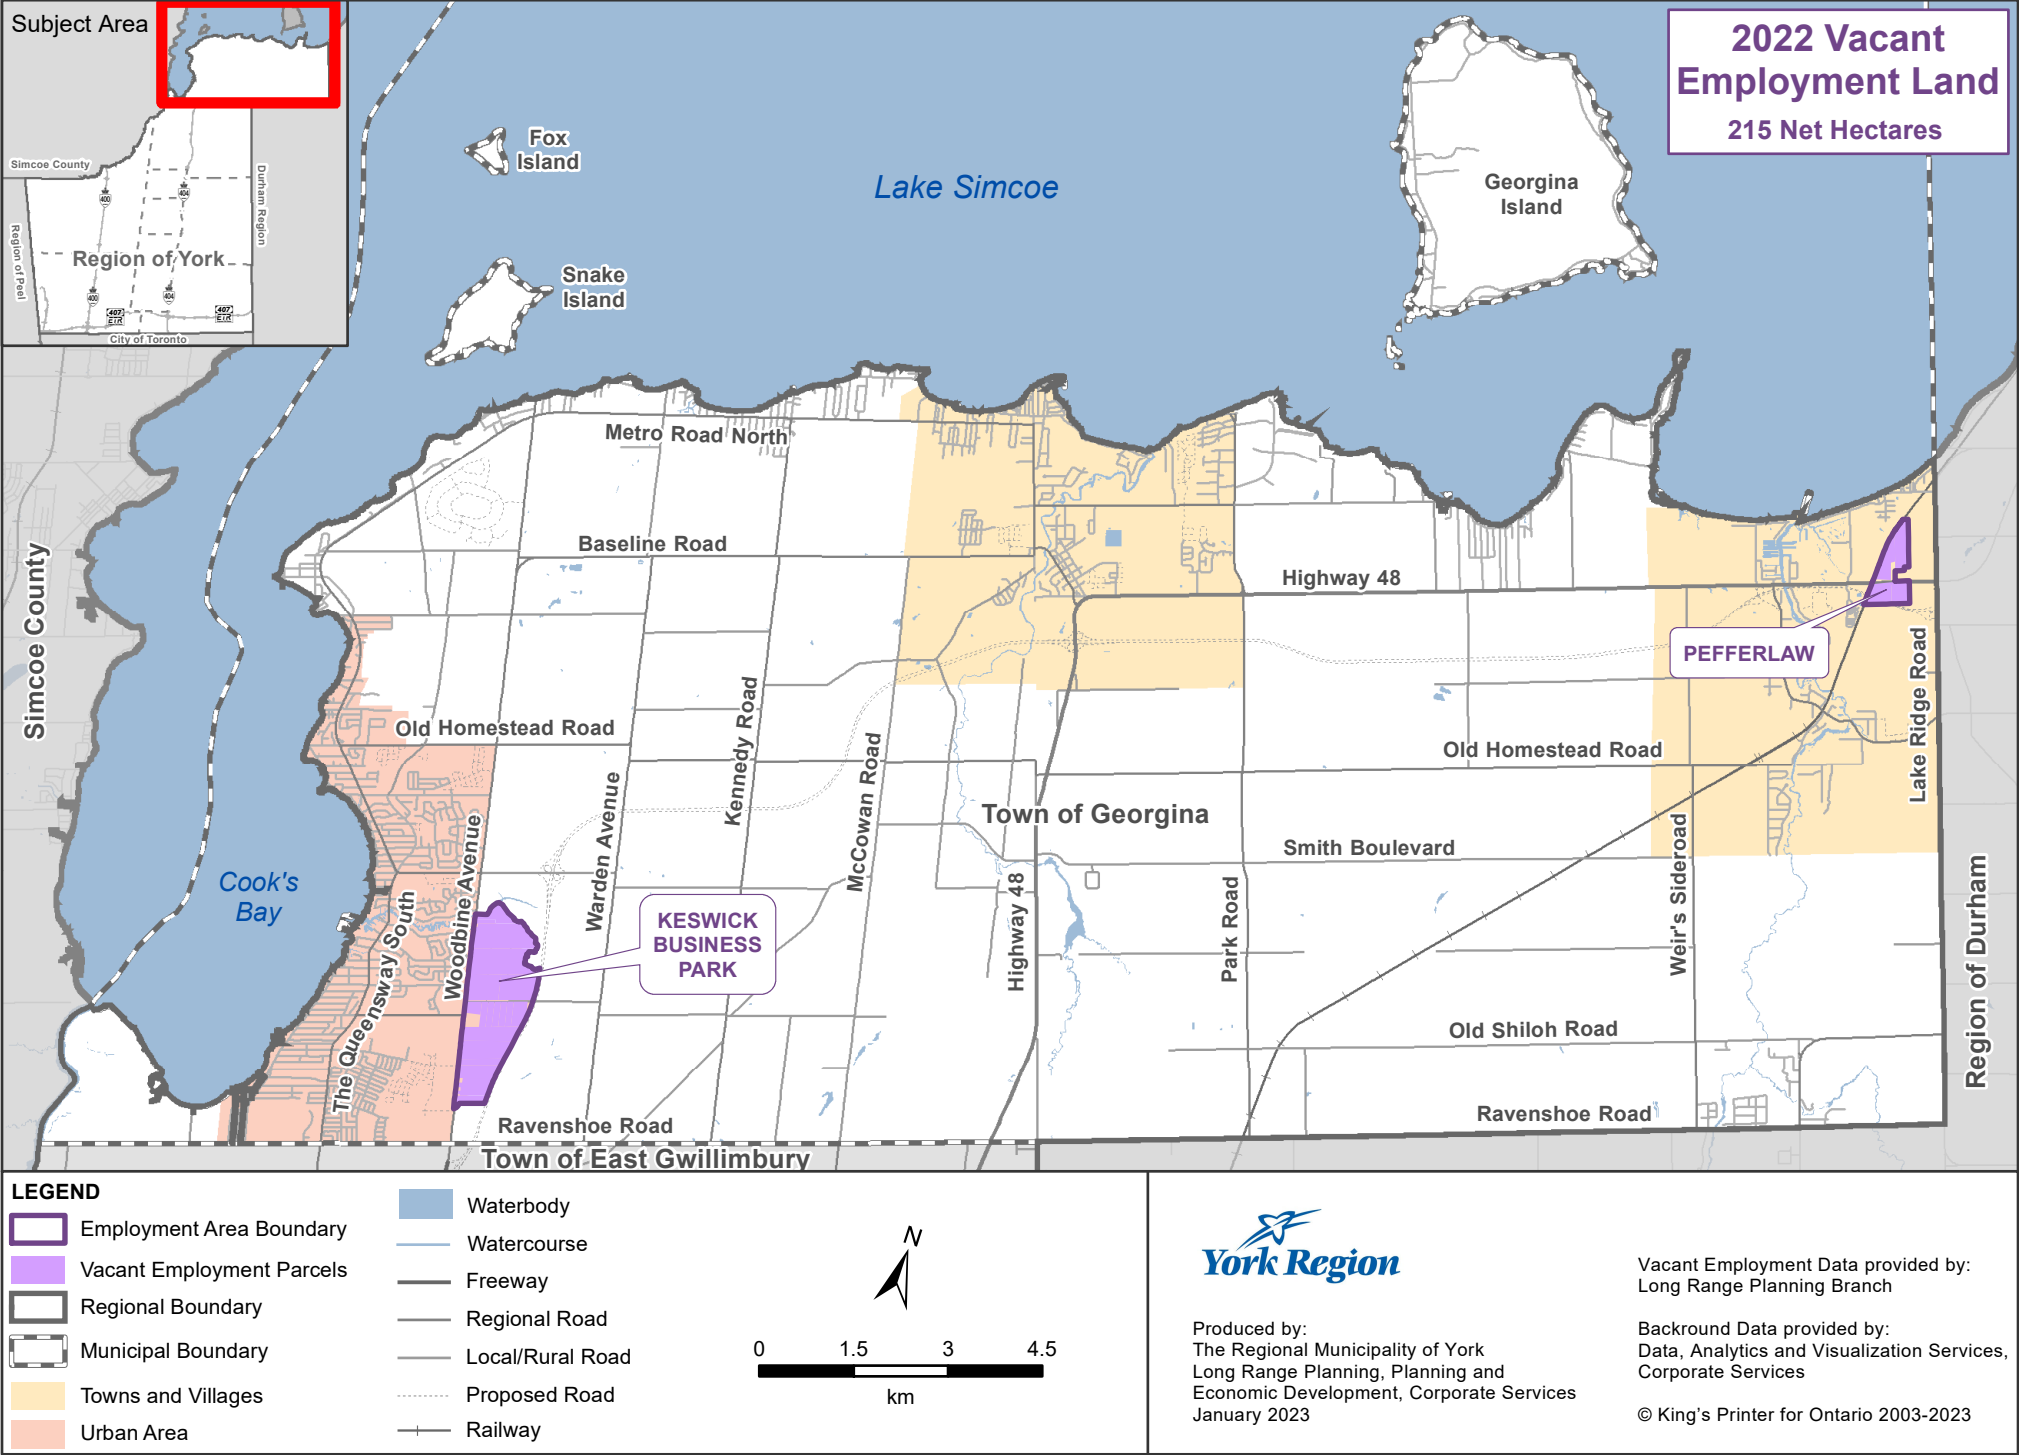 Subject Area
Simcoe County
Durham Region
Region of Peel
400
404
Region of York
400
404
407
ETR
407
ETR
City of Toronto
2022 Vacant
Employment Land
215 Net Hectares
Fox
Island
Lake Simcoe
Georgina
Island
Snake
Island
Metro Road North
Baseline Road
Highway 48
Simcoe County
PEFFERLAW
Lake Ridge Road
Old Homestead Road
Kennedy Road
McCowan Road
Old Homestead Road
Warden Avenue
Town of Georgina
Woodbine Avenue
Smith Boulevard
Weir's Sideroad
Cook's
Bay
The Queensway South
KESWICK
BUSINESS
PARK
Highway 48
Park Road
Region of Durham
Old Shiloh Road
Ravenshoe Road
Ravenshoe Road
Town of East Gwillimbury
LEGEND
Employment Area Boundary
Vacant Employment Parcels
Regional Boundary
Municipal Boundary
Towns and Villages
Urban Area
Waterbody
Watercourse
Freeway
Regional Road
Local/Rural Road
Proposed Road
Railway
N
0 1.5 3 4.5
km
York Region
Produced by:
The Regional Municipality of York
Long Range Planning, Planning and
Economic Development, Corporate Services
January 2023
Vacant Employment Data provided by:
Long Range Planning Branch
Backround Data provided by:
Data, Analytics and Visualization Services,
Corporate Services
© King's Printer for Ontario 2003-2023